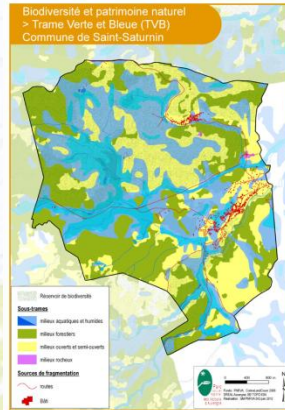 Biodiversité et patrimoine naturel
> Trame Verte et Bleue (TVB)
Commune de Saint-Saturnin
Réservoir de biodiversité
Sous-trames
milieux aquatiques et humides
milieux forestiers
milieux ouverts et semi-ouverts
milieux rocheux
Sources de fragmentation
routes
Bâti